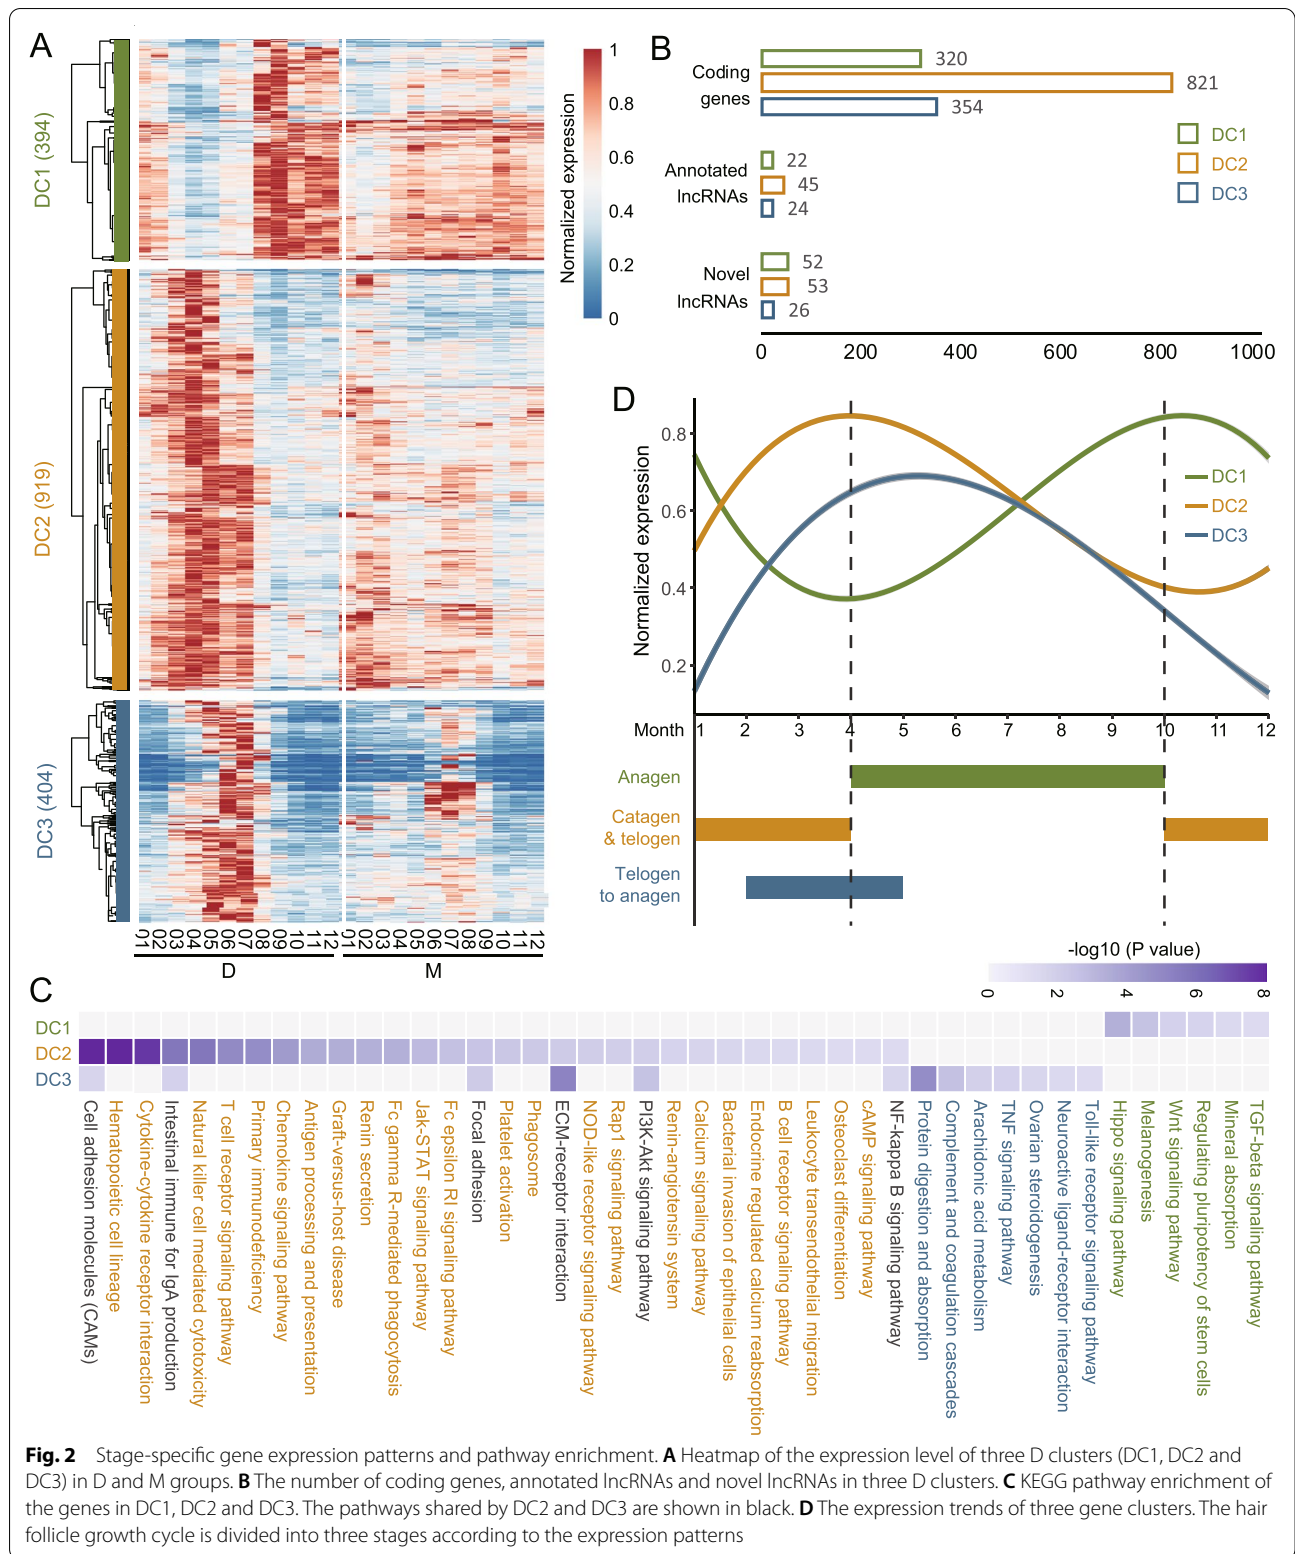 A
DC1 (394)
DC2 (919)
DC3 (404)
1
0.8
0.6
0.4
0.2
0
Normalized expression
01 02 03 04 05 06 07 08 09 10 11 12
01 02 03 04 05 06 07 08 09 10 11 12
D
M
B
Coding
genes
320
821
354
Annotated
lncRNAs
22
45
24
Novel
lncRNAs
52
53
26
DC1
DC2
DC3
0 200 400 600 800 1000
D
Normalized expression
0.8
0.6
0.4
0.2
DC1
DC2
DC3
Month 1 2 3 4 5 6 7 8 9 10 11 12
Anagen
Catagen
& telogen
Telogen
to anagen
C
-log10 (P value)
0 2 4 6 8
DC1
DC2
DC3
Cell adhesion molecules (CAMs)
Hematopoietic cell lineage
Cytokine-cytokine receptor interaction
Intestinal immune for IgA production
Natural killer cell mediated cytotoxicity
T cell receptor signaling pathway
Primary immunodeficiency
Chemokine signaling pathway
Antigen processing and presentation
Graft-versus-host disease
Renin secretion
Fc gamma R-mediated phagocytosis
Jak-STAT signaling pathway
Fc epsilon RI signaling pathway
Focal adhesion
Platelet activation
Phagosome
ECM-receptor interaction
NOD-like receptor signaling pathway
Rap1 signaling pathway
PI3K-Akt signaling pathway
Renin-angiotensin system
Calcium signaling pathway
Bacterial invasion of epithelial cells
Endocrine regulated calcium reabsorption
B cell receptor signaling pathway
Leukocyte transendothelial migration
Osteoclast differentiation
cAMP signaling pathway
NF-kappa B signaling pathway
Protein digestion and absorption
Complement and coagulation cascades
Arachidonic acid metabolism
TNF signaling pathway
Ovarian steroidogenesis
Neuroactive ligand-receptor interaction
Toll-like receptor signaling pathway
Hippo signaling pathway
Melanogenesis
Wnt signaling pathway
Regulating pluripotency of stem cells
Mineral absorption
TGF-beta signaling pathway
Fig. 2 Stage-specific gene expression patterns and pathway enrichment. A Heatmap of the expression level of three D clusters (DC1, DC2 and
DC3) in D and M groups. B The number of coding genes, annotated lncRNAs and novel lncRNAs in three D clusters. C KEGG pathway enrichment of
the genes in DC1, DC2 and DC3. The pathways shared by DC2 and DC3 are shown in black. D The expression trends of three gene clusters. The hair
follicle growth cycle is divided into three stages according to the expression patterns